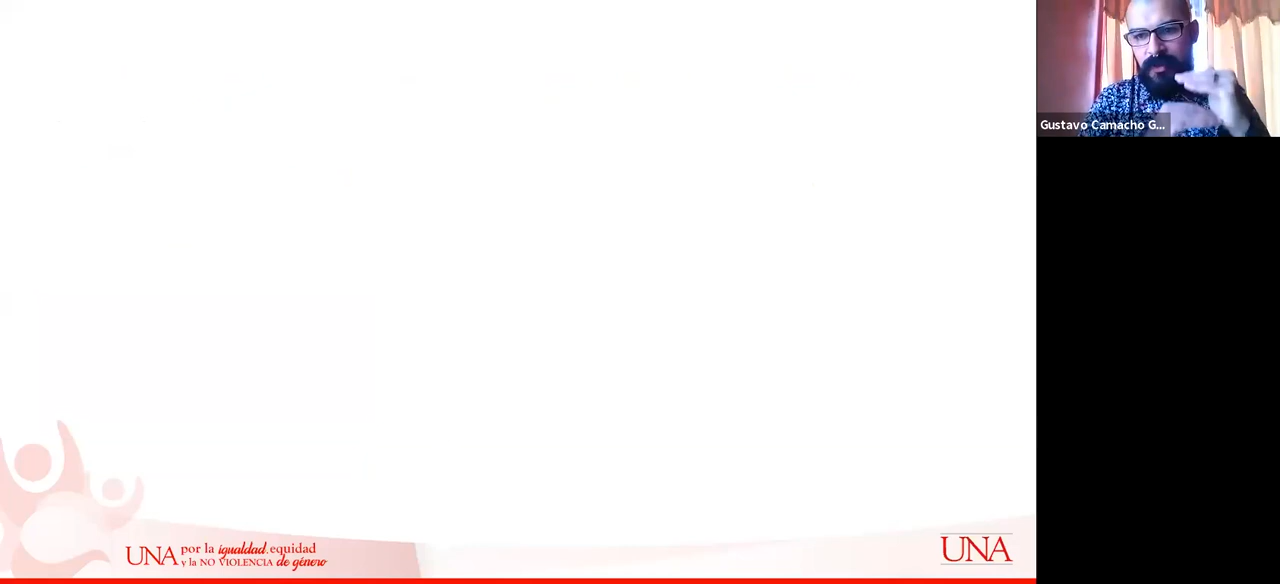 Gustavo Camacho G...
UNA por la igualdad, equidad
y la NO VIOLENCIA de género
UNA